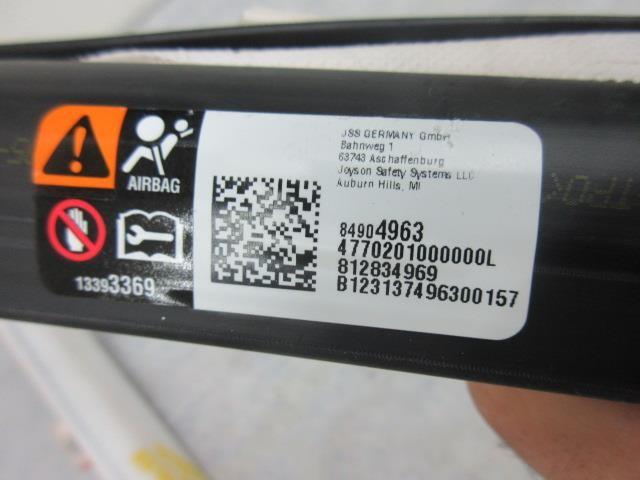 AIRBAG
13393369
JSS GERMANY GmbH
Bahnweg 1
63743 Aschaffenburg
Joyson Safety Systems LLC
Auburn Hills, MI
84904963
4770201000000L
812834969
B123137496300157